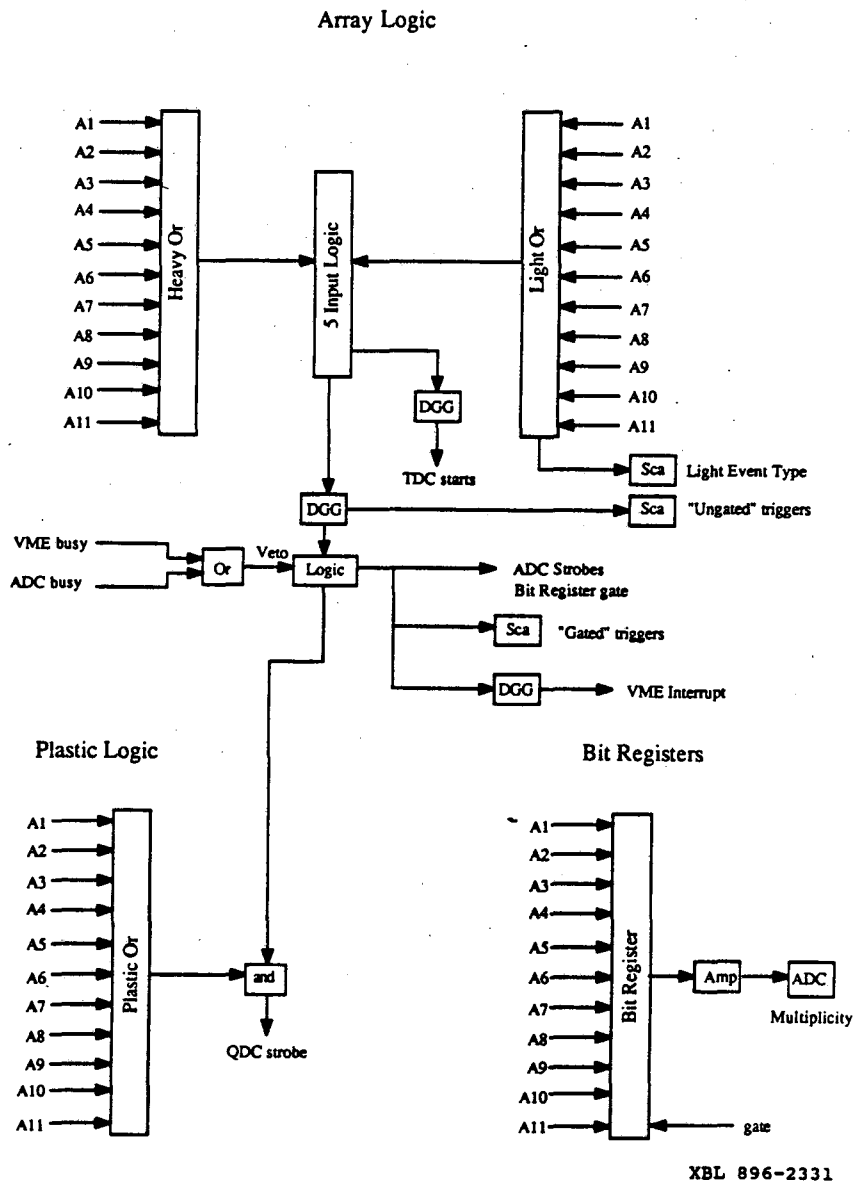 Array Logic
A1
A2
A3
A4
A5
A6
A7
A8
A9
A10
A11
Heavy Or
5 Input Logic
Light Or
A1
A2
A3
A4
A5
A6
A7
A8
A9
A10
A11
DGG
TDC starts
Sca
Light Event Type
DGG
Sca
"Ungated" triggers
VME busy
ADC busy
Or
Veto
Logic
ADC Strobes
Bit Register gate
Sca
"Gated" triggers
DGG
VME Interrupt
Plastic Logic
A1
A2
A3
A4
A5
A6
A7
A8
A9
A10
A11
Plastic Or
and
QDC strobe
Bit Registers
A1
A2
A3
A4
A5
A6
A7
A8
A9
A10
A11
Bit Register
Amp
ADC
Multiplicity
gate
XBL 896-2331